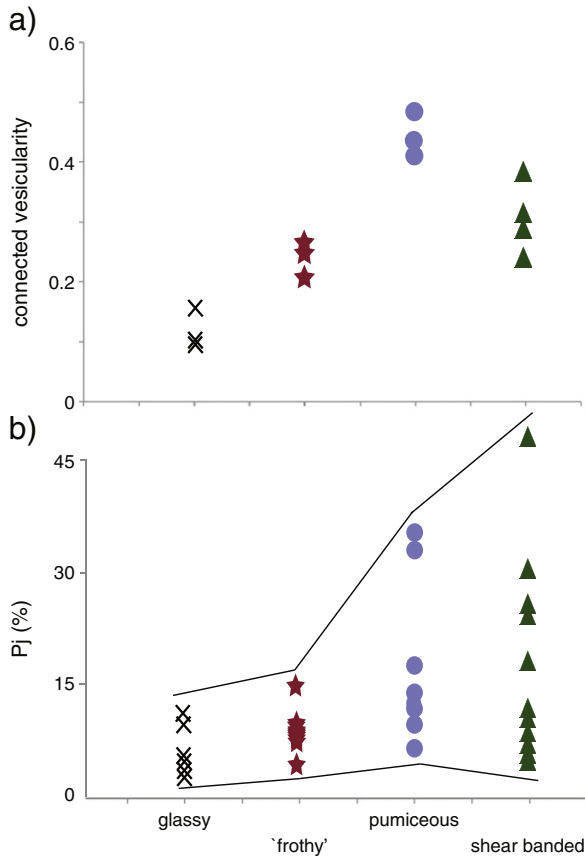 a)
0.6
0.4
0.2
0
connected vesicularity
b)
45
30
15
0
Pj (%)
glassy
`frothy'
pumiceous
shear banded